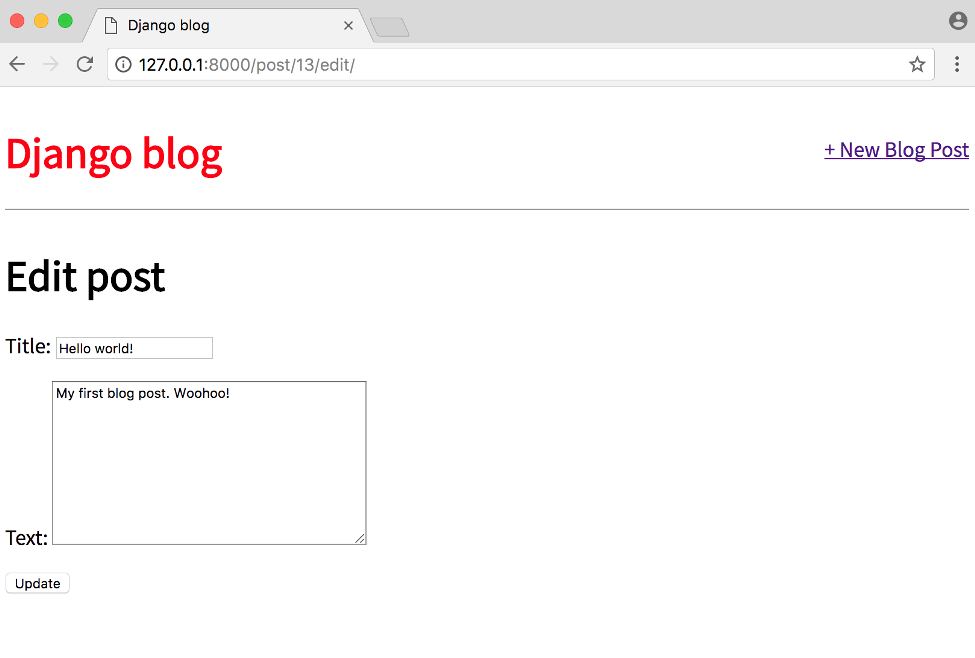 Django blog
127.0.0.1:8000/post/13/edit/
Django blog
+ New Blog Post
Edit post
Title: Hello world!
My first blog post. Woohoo!
Text:
Update